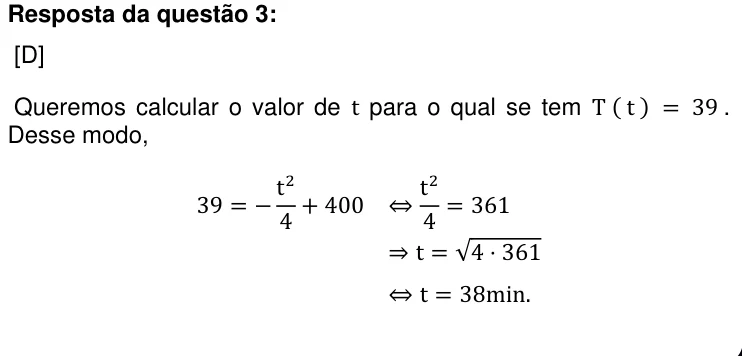 Resposta da questão 3:
[D]
Queremos calcular o valor de t para o qual se tem T ( t ) = 39 .
Desse modo,
39 = −t²/4 + 400 ⇔ t²/4 = 361
⇒ t = √4 · 361
⇔ t = 38min.